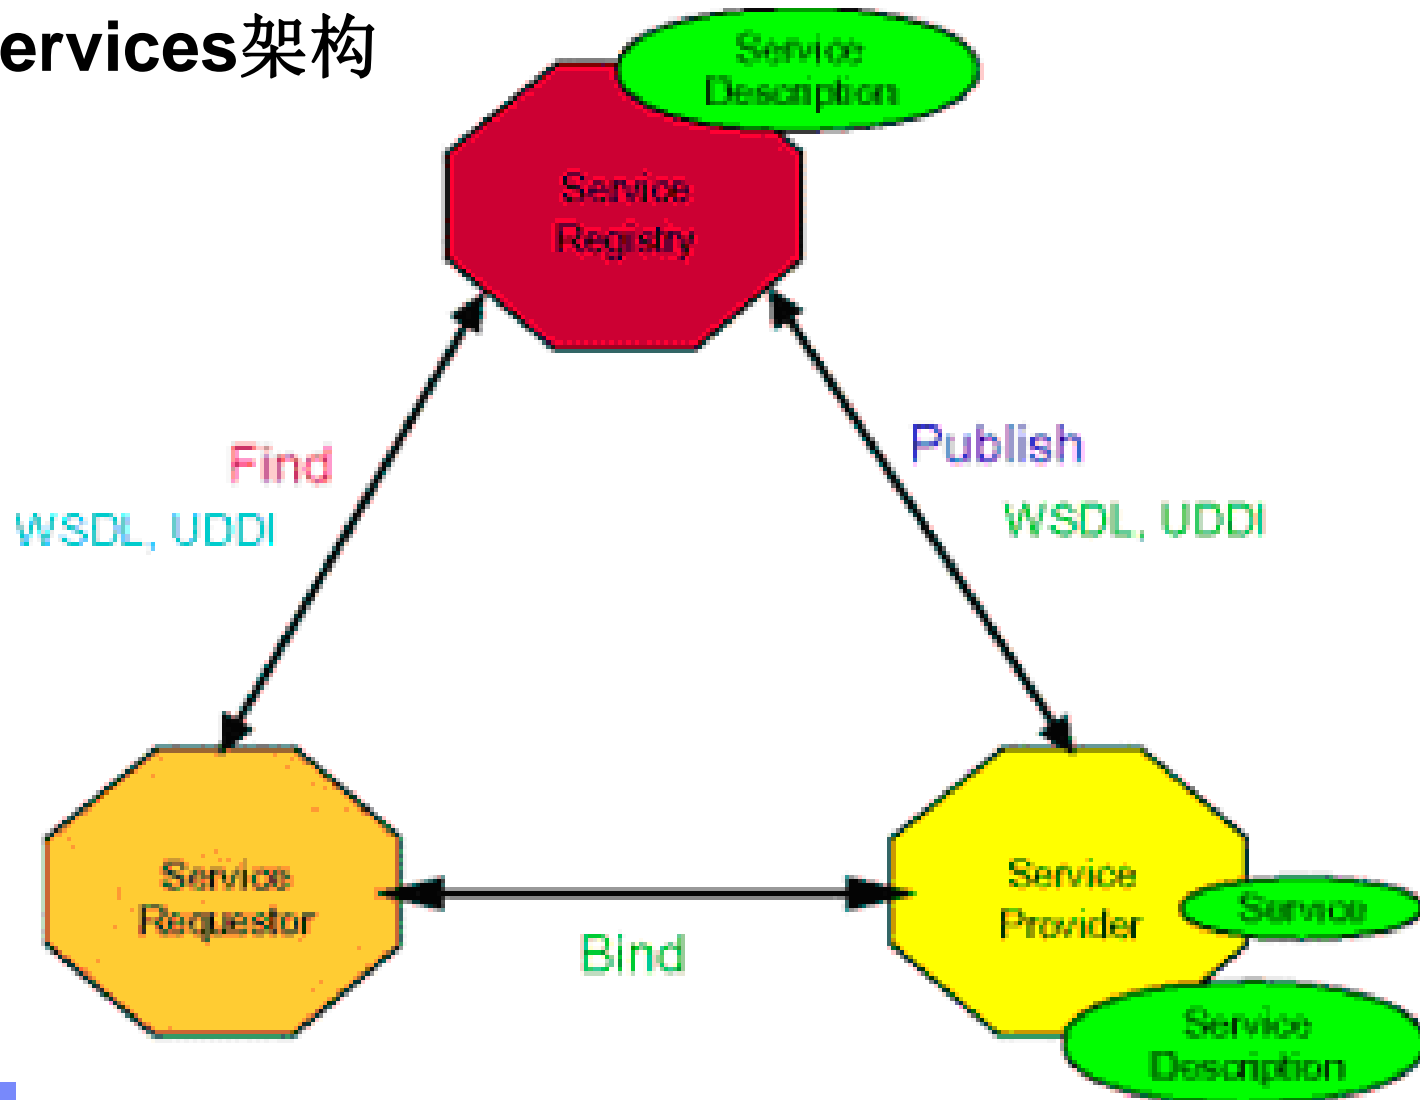 ervices架构
Service
Description
Service
Registry
Find
WSDL, UDDI
Publish
WSDL, UDDI
Service
Requestor
Bind
Service
Provider
Service
Service
Description